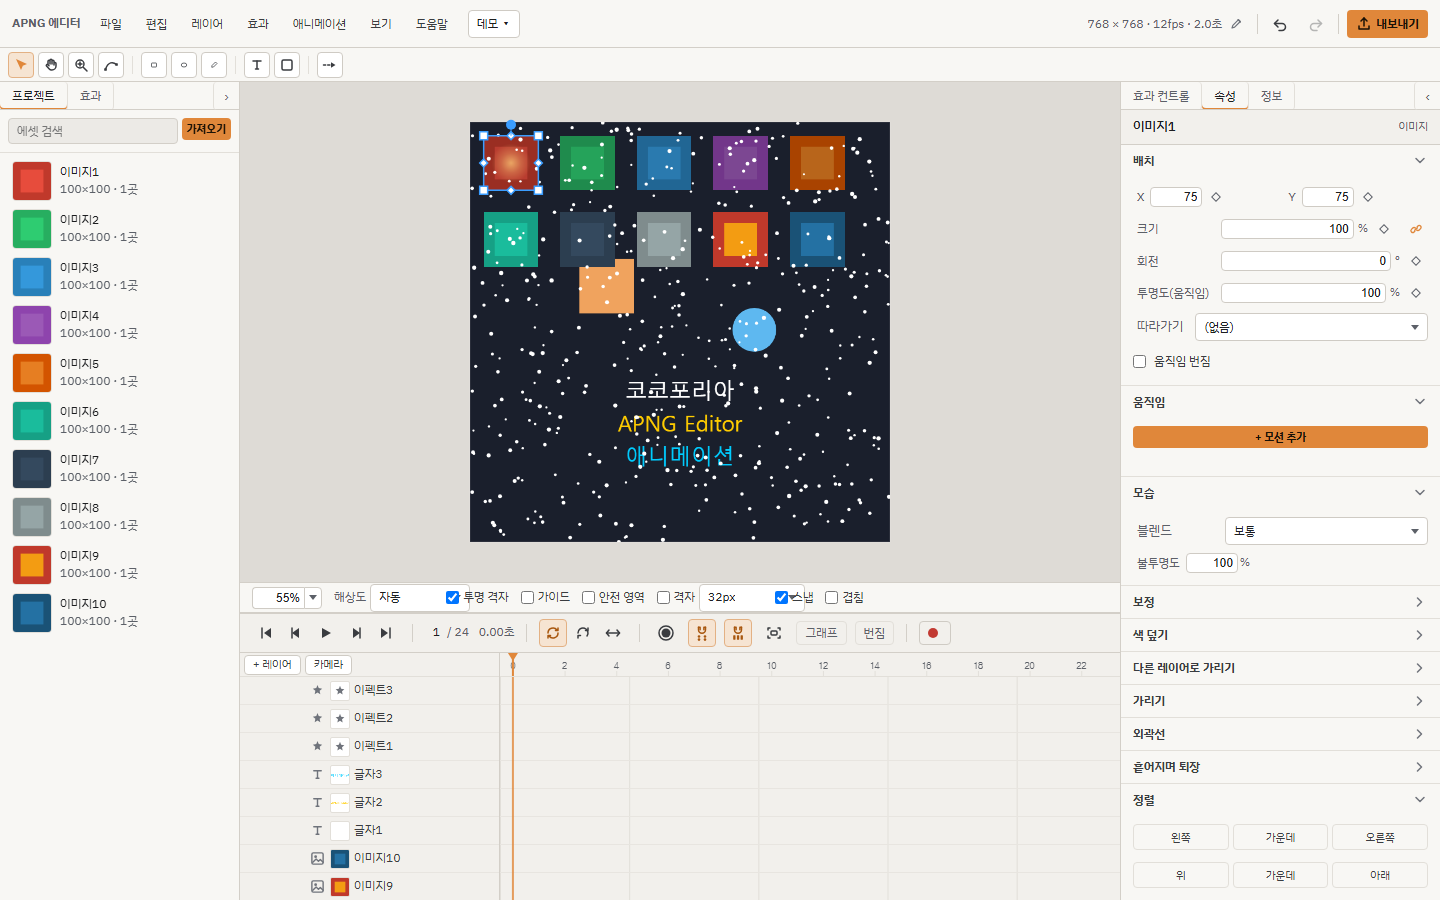 APNG 에디터 파일 편집 레이어 효과 애니메이션 보기 도움말 데모 768 × 768 · 12fps · 2.0초 내보내기
T
프로젝트 효과 › 효과 컨트롤 속성 정보 ‹
에셋 검색 가져오기
이미지1
100×100 · 1곳
이미지2
100×100 · 1곳
이미지3
100×100 · 1곳
이미지4
100×100 · 1곳
이미지5
100×100 · 1곳
이미지6
100×100 · 1곳
이미지7
100×100 · 1곳
이미지8
100×100 · 1곳
이미지9
100×100 · 1곳
이미지10
100×100 · 1곳
코코포리아
APNG Editor
애니메이션
55% 해상도 자동 투명 격자 가이드 안전 영역 격자 32px 스냅 겹침
1 / 24 0.00초 그래프 번짐
+ 레이어 카메라 0 2 4 6 8 10 12 14 16 18 20 22
이펙트3
이펙트2
이펙트1
T 글자3
T 글자2
T 글자1
이미지10
이미지9
이미지1 이미지
배치
X 75 Y 75
크기 100 %
회전 0 °
투명도(움직임) 100 %
따라가기 (없음)
움직임 번짐
움직임
+ 모션 추가
모습
블렌드 보통
불투명도 100 %
보정
색 덮기
다른 레이어로 가리기
가리기
외곽선
흩어지며 퇴장
정렬
왼쪽 가운데 오른쪽
위 가운데 아래